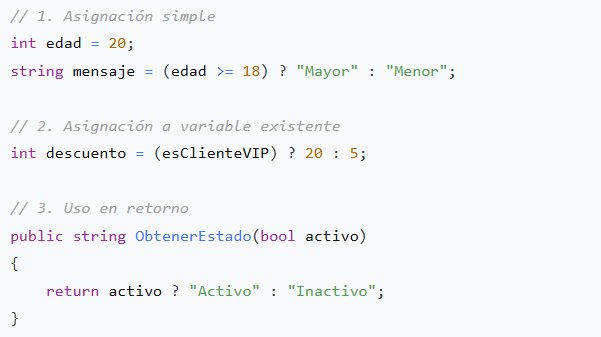 // 1. Asignación simple
int edad = 20;
string mensaje = (edad >= 18) ? "Mayor" : "Menor";
// 2. Asignación a variable existente
int descuento = (esClienteVIP) ? 20 : 5;
// 3. Uso en retorno
public string ObtenerEstado(bool activo)
{
    return activo ? "Activo" : "Inactivo";
}